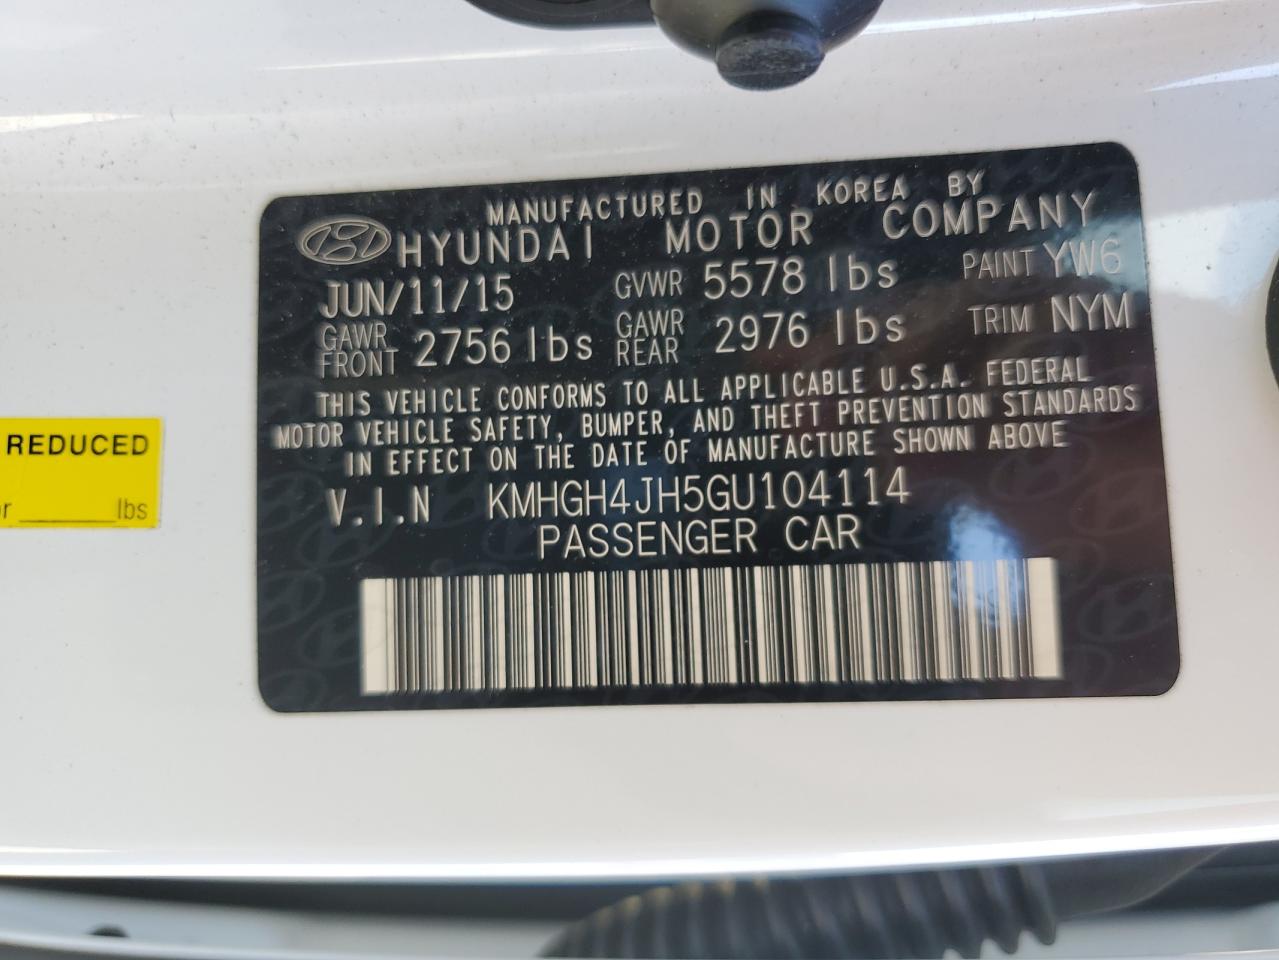 MANUFACTURED IN KOREA BY
HYUNDAI MOTOR COMPANY
JUN/11/15 GVWR 5578 lbs PAINT YW6
GAWR FRONT 2756 lbs GAWR REAR 2976 lbs TRIM NYM
THIS VEHICLE CONFORMS TO ALL APPLICABLE U.S.A. FEDERAL
MOTOR VEHICLE SAFETY, BUMPER, AND THEFT PREVENTION STANDARDS
IN EFFECT ON THE DATE OF MANUFACTURE SHOWN ABOVE
V.I.N KMHGH4JH5GU104114
PASSENGER CAR
REDUCED
lbs